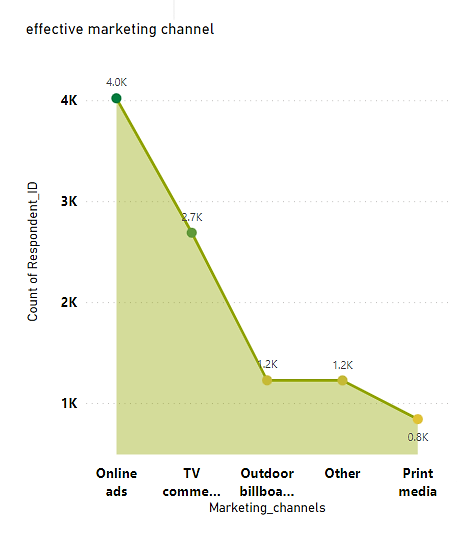 effective marketing channel
4.0K
4K
2.7K
3K
2K
1.2K
1.2K
1K
0.8K
Count of Respondent_ID
Online
ads
TV
comme...
Outdoor
billboa...
Other
Print
media
Marketing_channels